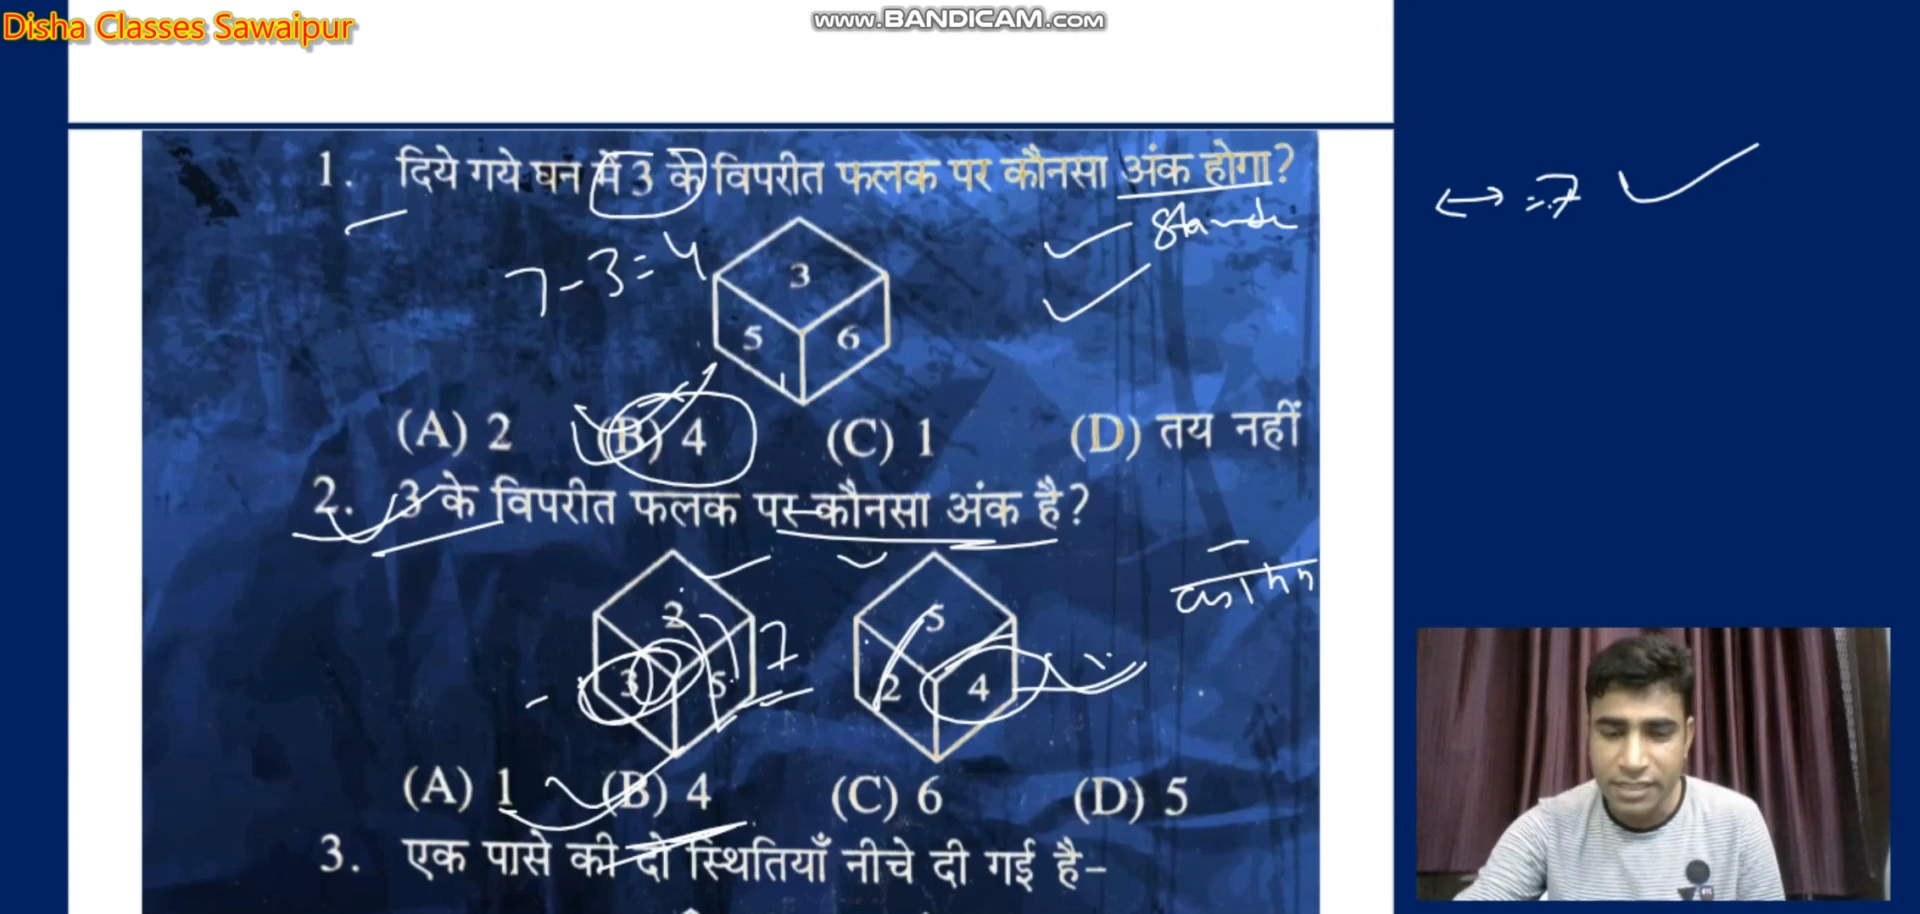 Disha Classes Sawaipur
www.BANDICAM.com
1. दिये गये घन में 3 के विपरीत फलक पर कौनसा अंक होगा?
7-3=4
=7
3
5 6
(A) 2 (B) 4 (C) 1 (D) तय नहीं
2. 3 के विपरीत फलक पर कौनसा अंक है?
2 5
3 5 2 4
7
(A) 1 (B) 4 (C) 6 (D) 5
3. एक पासे की दो स्थितियाँ नीचे दी गई है-